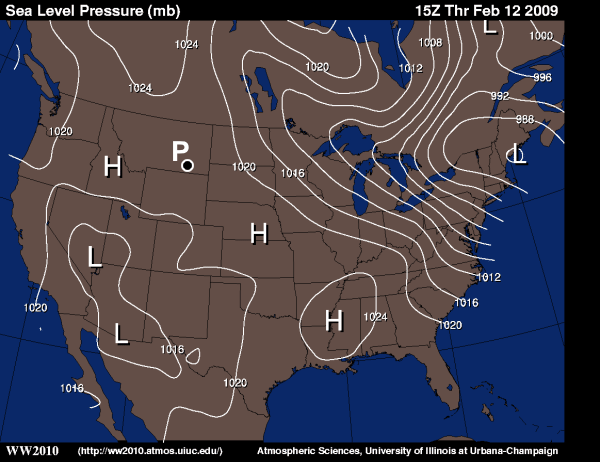 Sea Level Pressure (mb) 15Z Thr Feb 12 2009
L
1024 1008 1000
1020 1012
996
1024
992
988
1020
P L
H 1020 1016
H
L
1012
1016
1020 1024
H 1020
L
1016
1020
1016
WW2010 (http://ww2010.atmos.uiuc.edu/) Atmospheric Sciences, University of Illinois at Urbana-Champaign